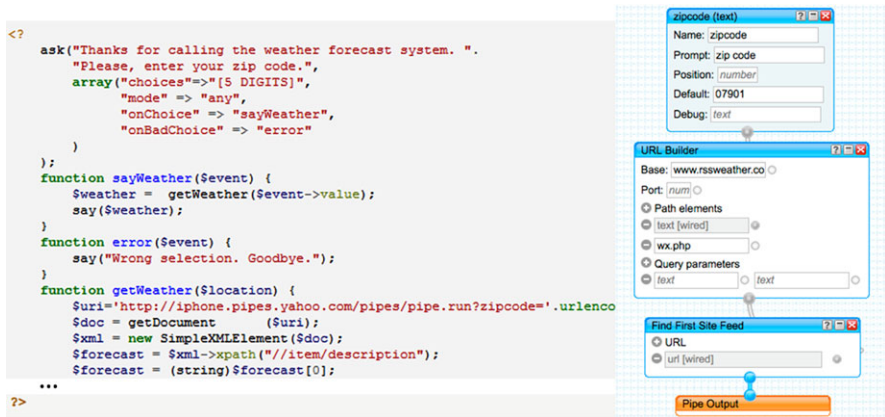 <?
ask("Thanks for calling the weather forecast system. ".
"Please, enter your zip code.",
array("choices"=>"[5 DIGITS]",
"mode" => "any",
"onChoice" => "sayWeather",
"onBadChoice" => "error"
)
);
function sayWeather($event) {
$weather = getWeather($event->value);
say($weather);
}
function error($event) {
say("Wrong selection. Goodbye.");
}
function getWeather($location) {
$uri='http://iphone.pipes.yahoo.com/pipes/pipe.run?zipcode='.urlenco
$doc = getDocument ($uri);
$xml = new SimpleXMLElement($doc);
$forecast = $xml->xpath("//item/description");
$forecast = (string)$forecast[0];
...
?>
zipcode (text)
Name: zipcode
Prompt: zip code
Position: number
Default: 07901
Debug: text
URL Builder
Base: www.rssweather.co
Port: num
Path elements
text [wired]
wx.php
Query parameters
text text
Find First Site Feed
URL
url [wired]
Pipe Output